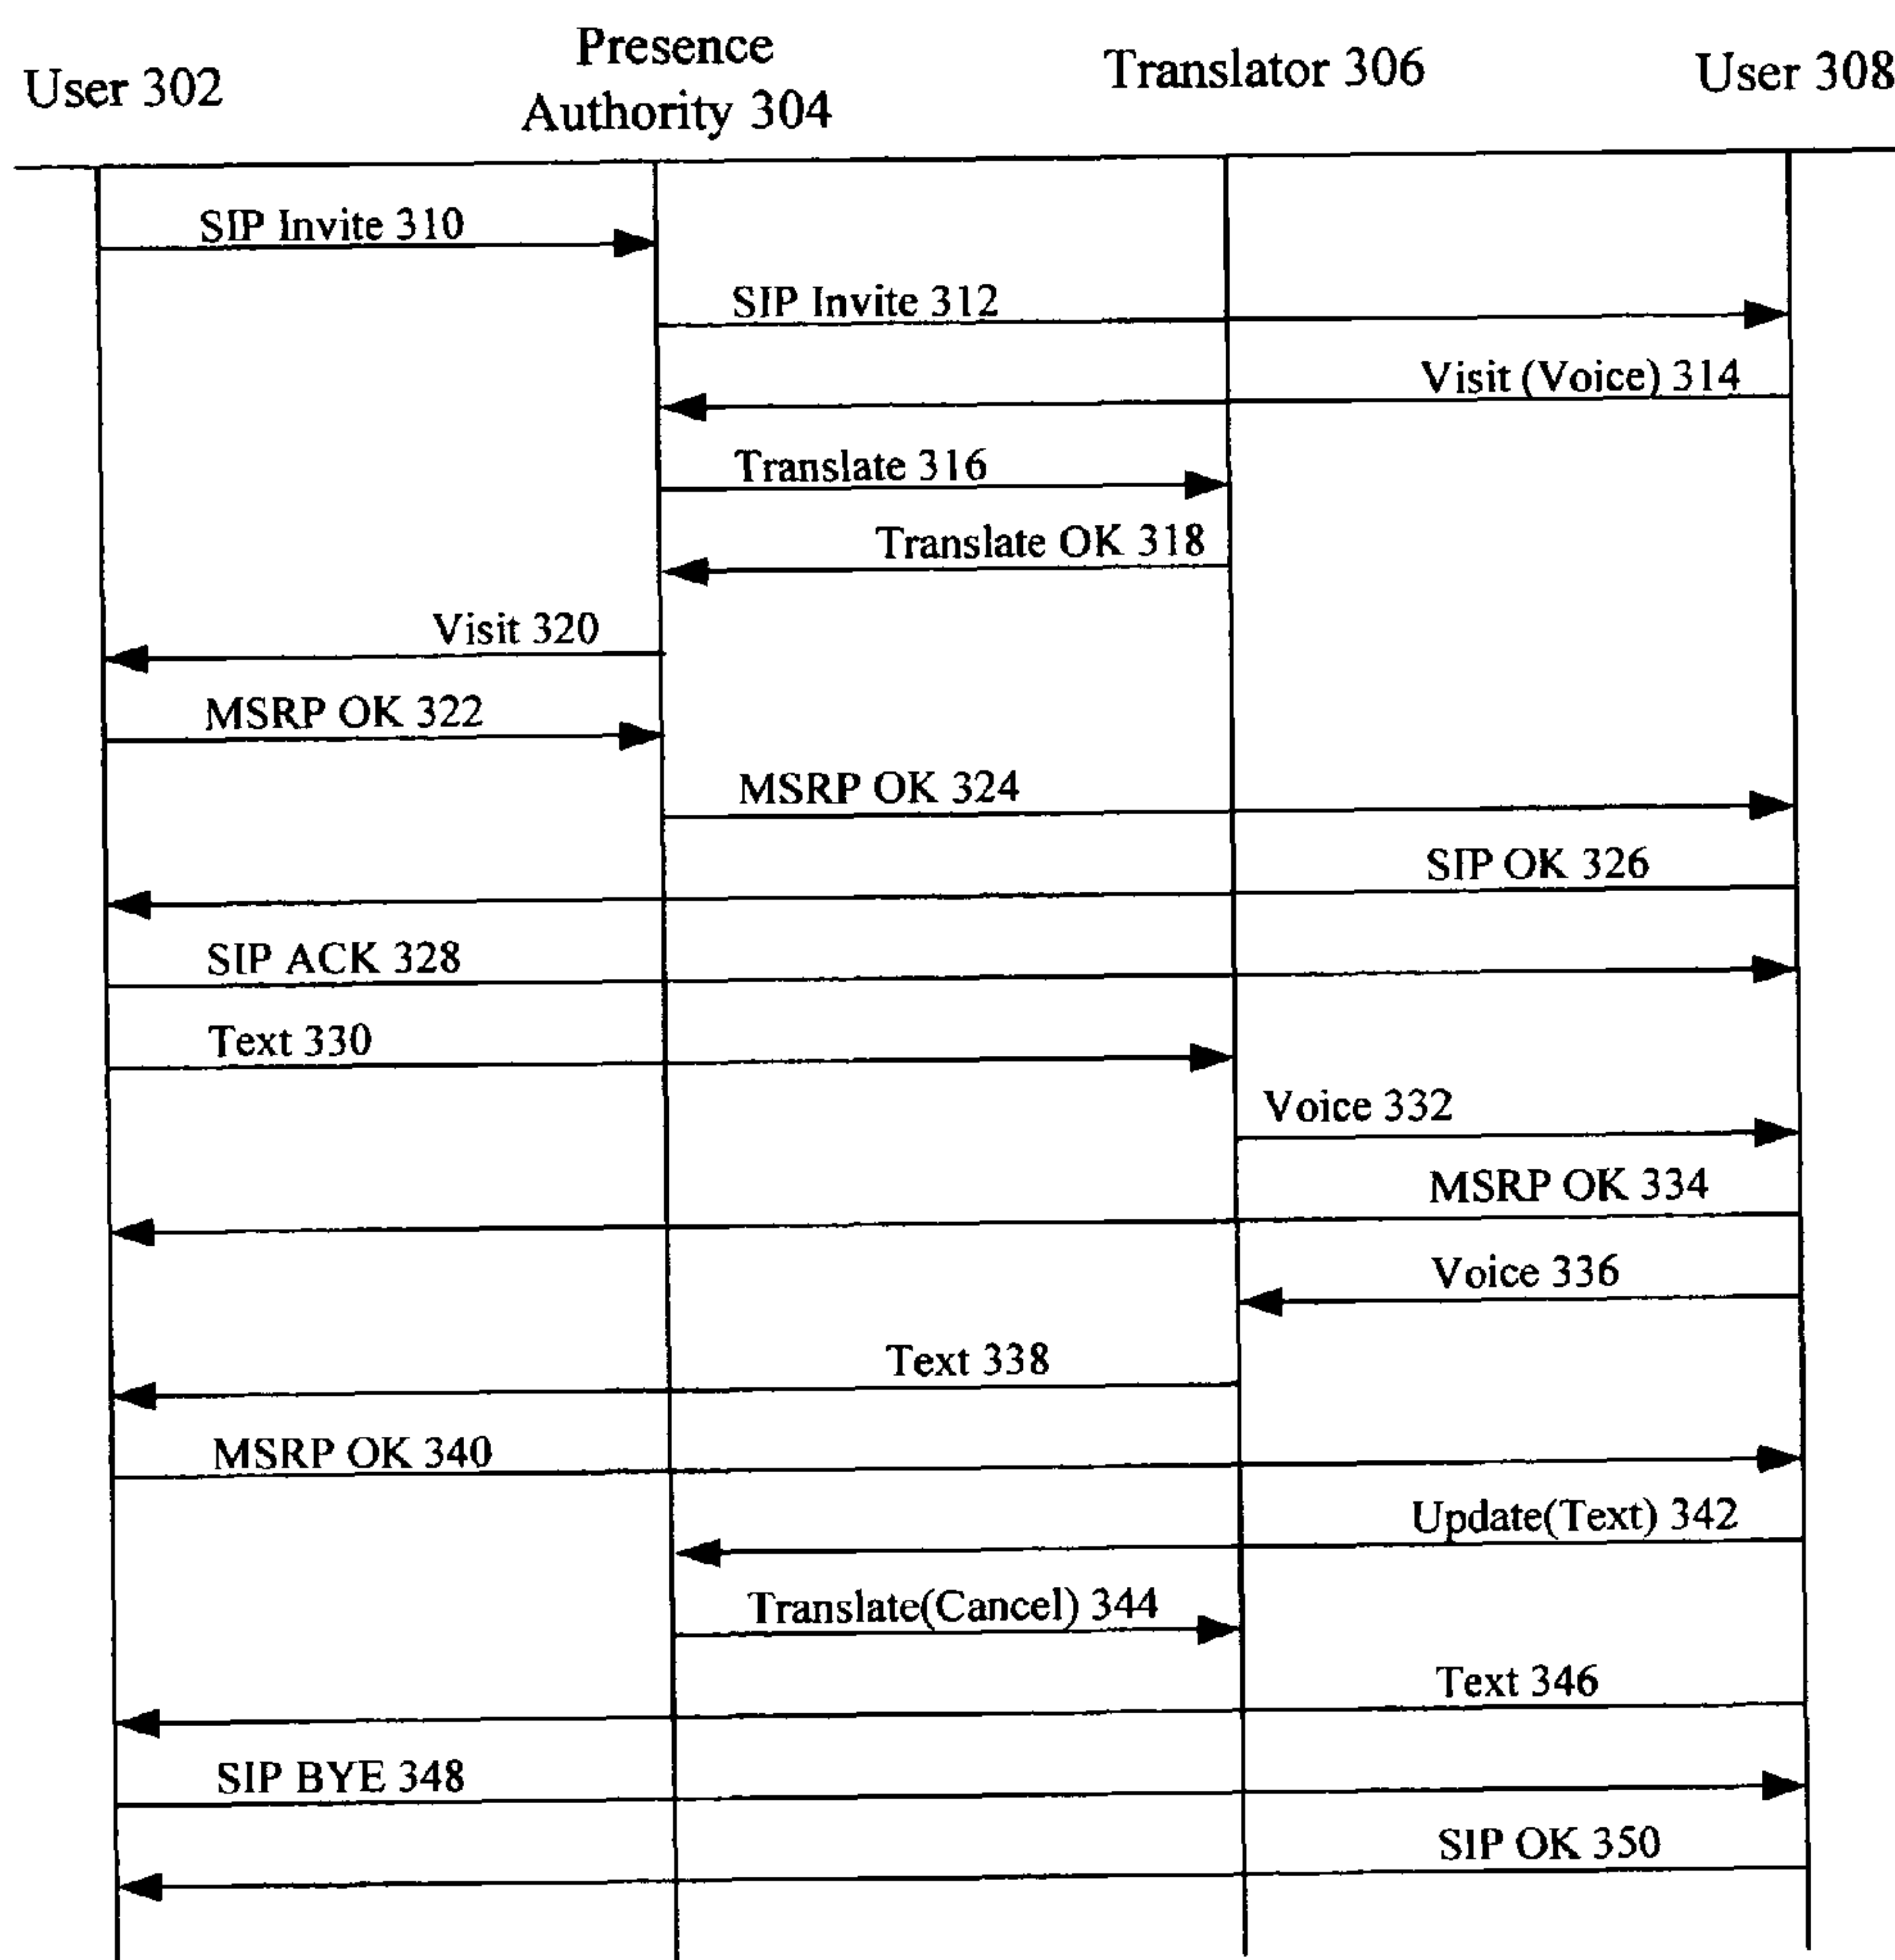 User 302
Presence
Authority 304
Translator 306
User 308
SIP Invite 310
SIP Invite 312
Visit (Voice) 314
Translate 316
Translate OK 318
Visit 320
MSRP OK 322
MSRP OK 324
SIP OK 326
SIP ACK 328
Text 330
Voice 332
MSRP OK 334
Voice 336
Text 338
MSRP OK 340
Update(Text) 342
Translate(Cancel) 344
Text 346
SIP BYE 348
SIP OK 350